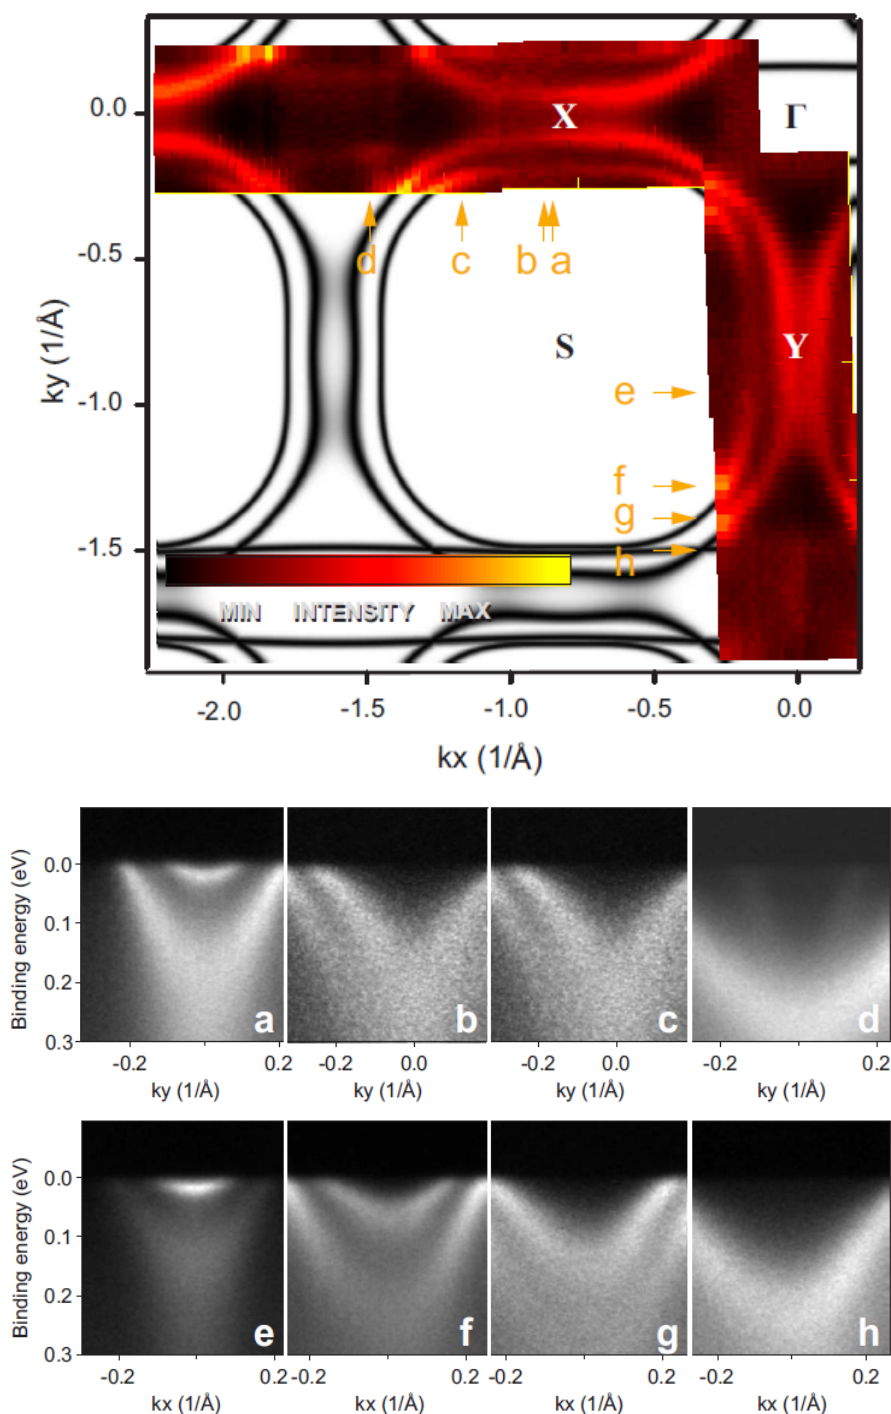 0.0
X
Γ
-0.5
d
c
b
a
ky (1/Å)
S
Y
-1.0
e
f
g
-1.5
h
MIN INTENSITY MAX
-2.0
-1.5
-1.0
-0.5
0.0
kx (1/Å)
Binding energy (eV)
0.0
0.1
0.2
0.3
a
b
c
d
-0.2
0.2
-0.2
0.0
-0.2
0.0
-0.2
0.2
ky (1/Å)
ky (1/Å)
ky (1/Å)
ky (1/Å)
Binding energy (eV)
0.0
0.1
0.2
0.3
e
f
g
h
-0.2
0.2
-0.2
0.2
-0.2
0.2
-0.2
0.2
kx (1/Å)
kx (1/Å)
kx (1/Å)
kx (1/Å)